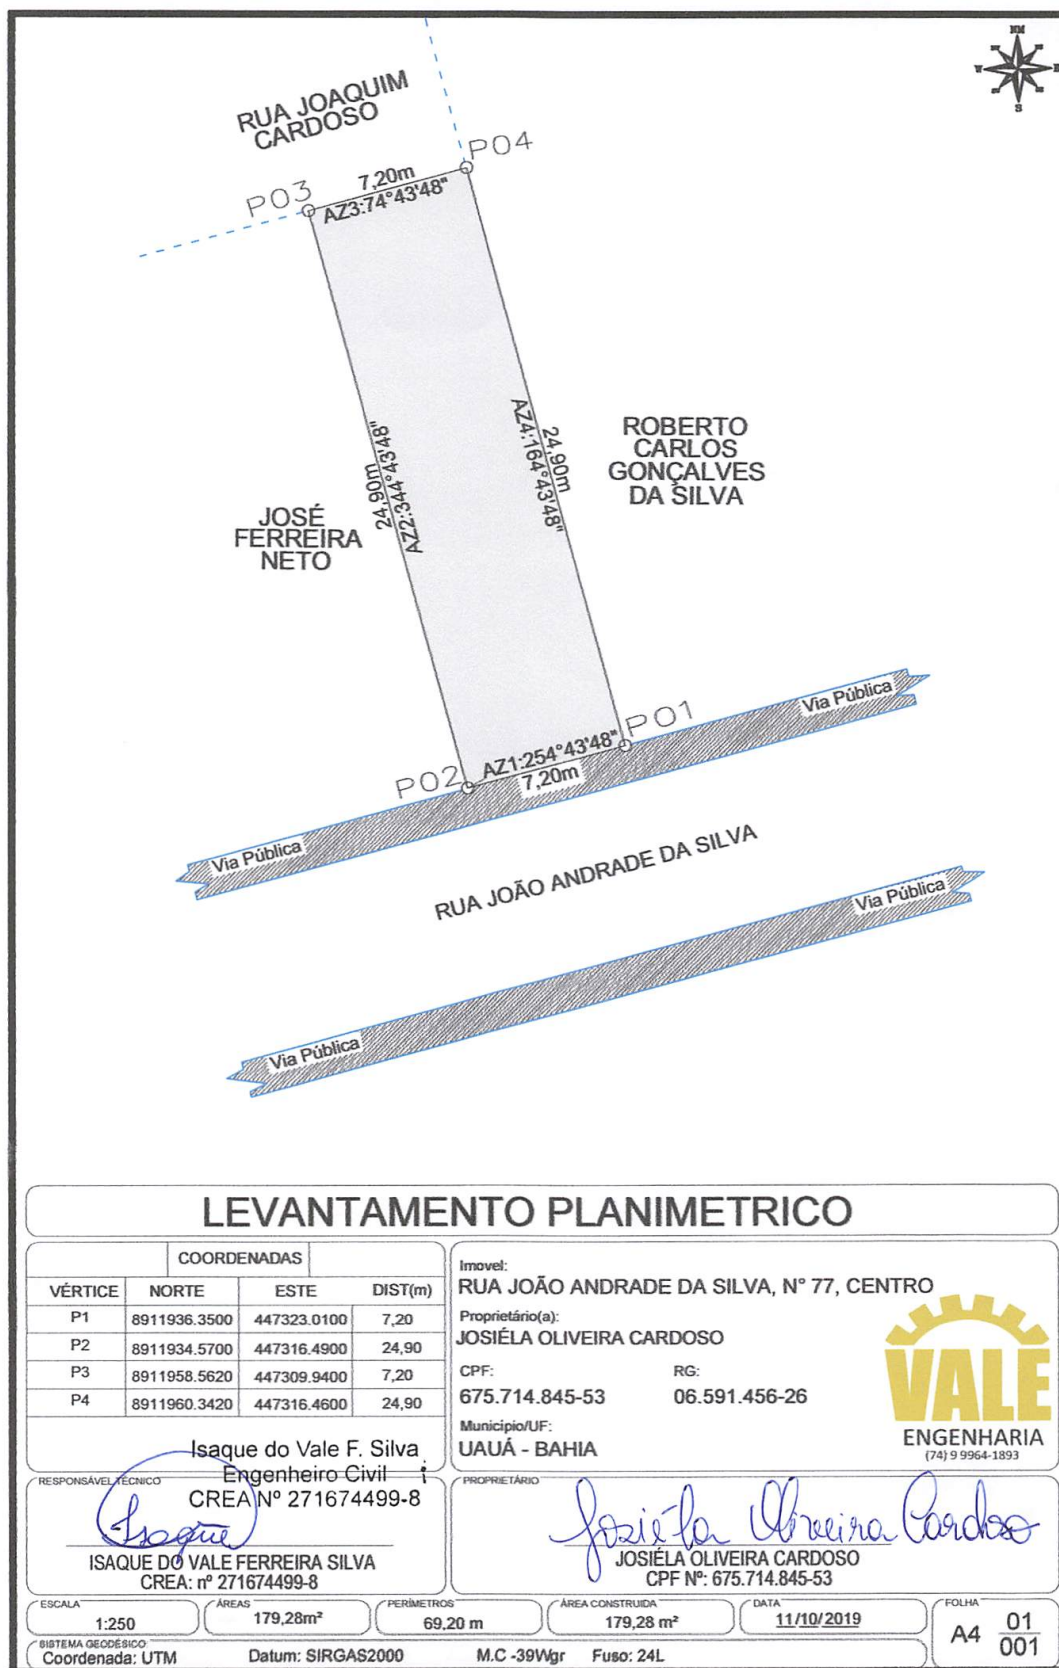 NM
W
E
S
RUA JOAQUIM
CARDOSO
P04
P03
7,20m
AZ3:74°43'48"
24,90m
AZ2:344°43'48"
24,90m
AZ4:164°43'48"
ROBERTO
CARLOS
GONÇALVES
DA SILVA
JOSÉ
FERREIRA
NETO
Via Pública
P01
AZ1:254°43'48"
P02
7,20m
Via Pública
RUA JOÃO ANDRADE DA SILVA
Via Pública
Via Pública
LEVANTAMENTO PLANIMETRICO
COORDENADAS
VÉRTICE NORTE ESTE DIST(m)
P1 8911936.3500 447323.0100 7,20
P2 8911934.5700 447316.4900 24,90
P3 8911958.5620 447309.9400 7,20
P4 8911960.3420 447316.4600 24,90
Imovel:
RUA JOÃO ANDRADE DA SILVA, N° 77, CENTRO
Proprietário(a):
JOSIÉLA OLIVEIRA CARDOSO
CPF: RG:
675.714.845-53 06.591.456-26
Municipio/UF:
UAUÁ - BAHIA
VALE
ENGENHARIA
(74) 9 9964-1893
Isaque do Vale F. Silva
Engenheiro Civil
CREA Nº 271674499-8
RESPONSÁVEL TÉCNICO
Isaque
ISAQUE DO VALE FERREIRA SILVA
CREA: nº 271674499-8
PROPRIETÁRIO
Josiéla Oliveira Cardoso
JOSIÉLA OLIVEIRA CARDOSO
CPF Nº: 675.714.845-53
ESCALA
1:250
ÁREAS
179,28m²
PERÍMETROS
69,20 m
ÁREA CONSTRUIDA
179,28 m²
DATA
11/10/2019
FOLHA
A4 01
001
SISTEMA GEODÉSICO
Coordenada: UTM Datum: SIRGAS2000 M.C -39Wgr Fuso: 24L